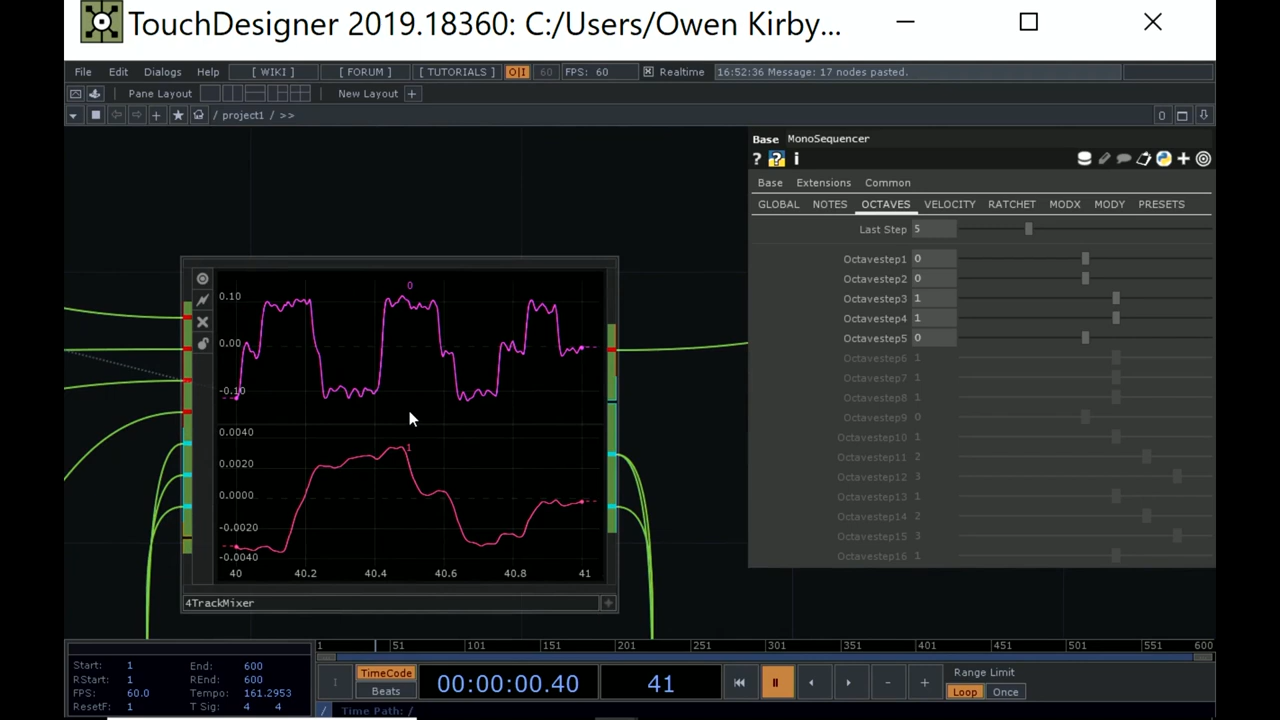 TouchDesigner 2019.18360: C:/Users/Owen Kirby...
File Edit Dialogs Help [ WIKI ] [ FORUM ] [ TUTORIALS ] O|I 60 FPS: 60 Realtime 16:52:36 Message: 17 nodes pasted.
Pane Layout New Layout +
/ project1 / >> 0
Base MonoSequencer
? ? i
Base Extensions Common
GLOBAL NOTES OCTAVES VELOCITY RATCHET MODX MODY PRESETS
Last Step 5
Octavestep1 0
Octavestep2 0
Octavestep3 1
Octavestep4 1
Octavestep5 0
Octavestep6 1
Octavestep7 1
Octavestep8 1
Octavestep9 0
Octavestep10 1
Octavestep11 2
Octavestep12 3
Octavestep13 1
Octavestep14 2
Octavestep15 3
Octavestep16 1
0
0.10
0.00
-0.10
0.0040
1
0.0020
0.0000
-0.0020
-0.0040
40 40.2 40.4 40.6 40.8 41
4TrackMixer
1 51 101 151 201 251 301 351 401 451 501 551 600
Start: 1 End: 600
RStart: 1 REnd: 600
FPS: 60.0 Tempo: 161.2953
ResetF: 1 T Sig: 4 4
TimeCode
Beats
00:00:00.40
41
Range Limit
Loop Once
/ Time Path: /